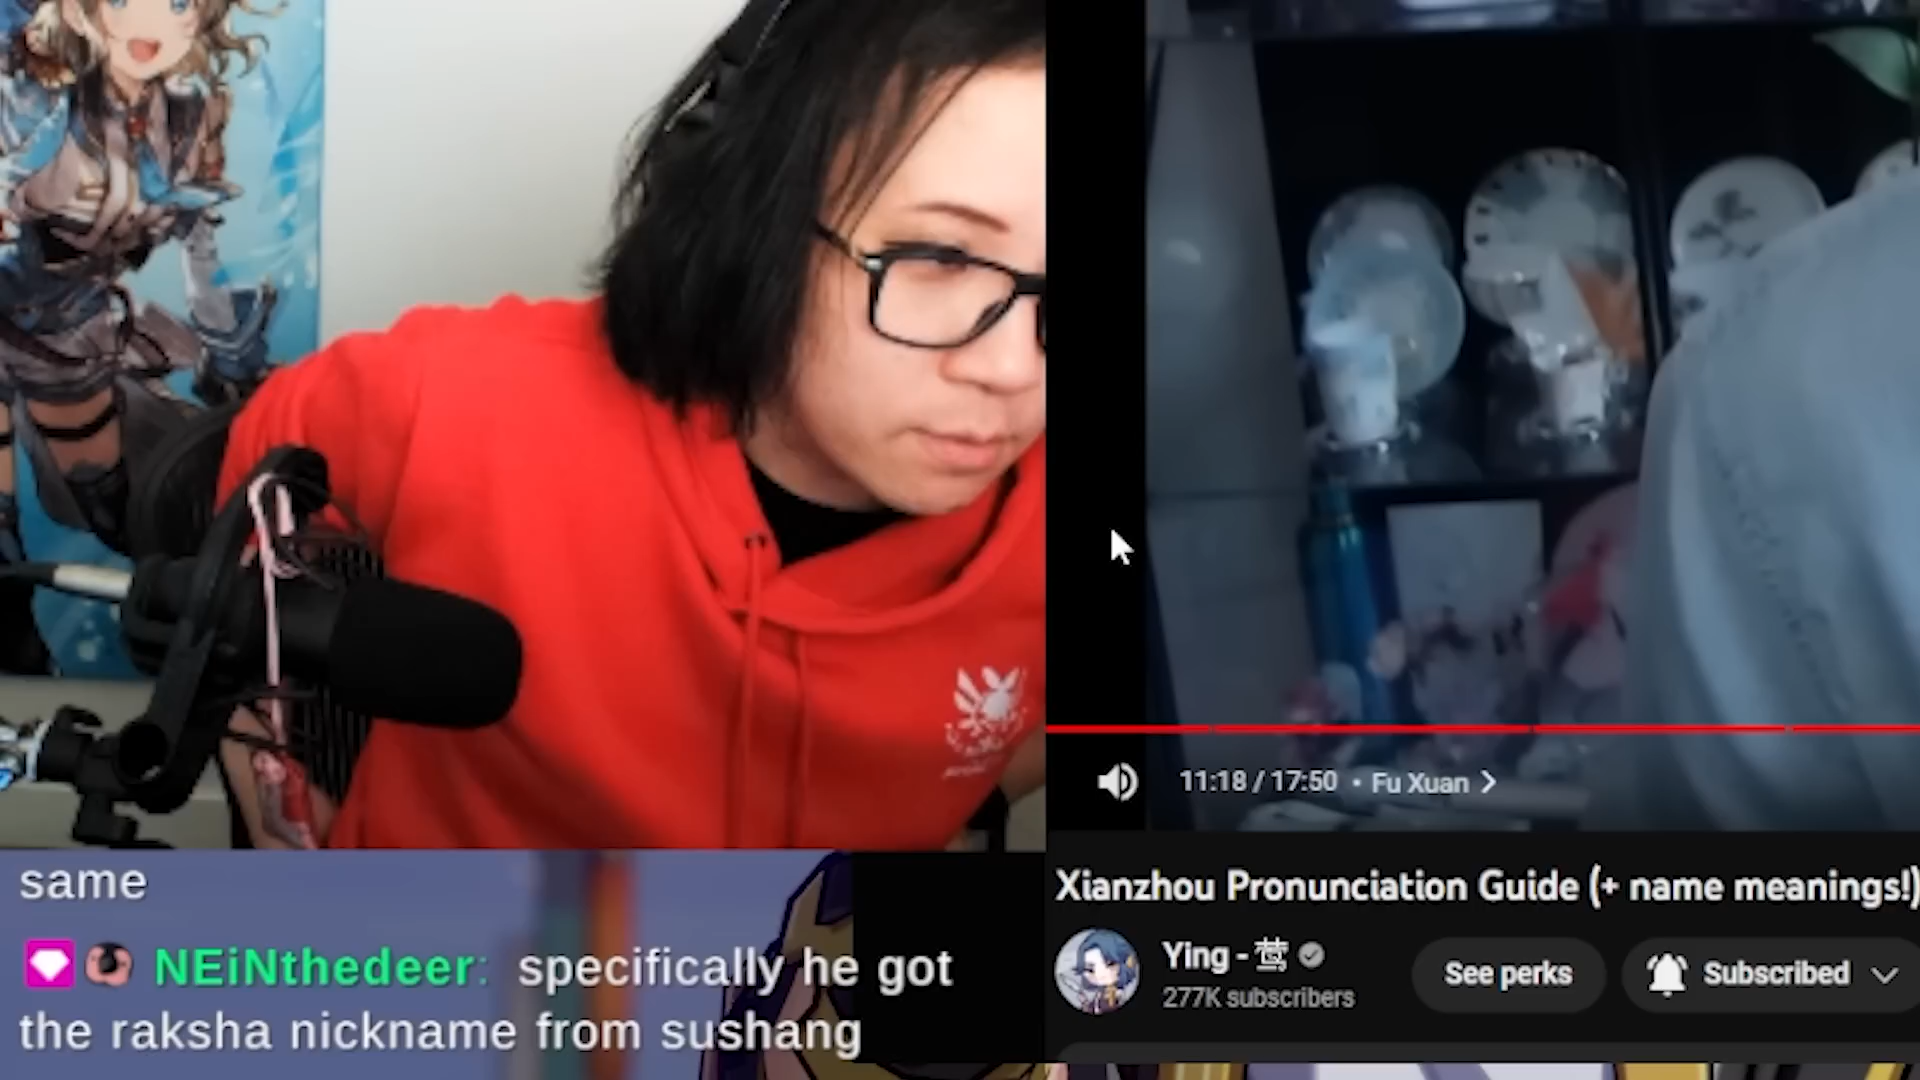 same
NEiNthedeer: specifically he got
the raksha nickname from sushang
11:18 / 17:50 • Fu Xuan
Xianzhou Pronunciation Guide (+ name meanings!)
Ying - 莺
277K subscribers
See perks
Subscribed